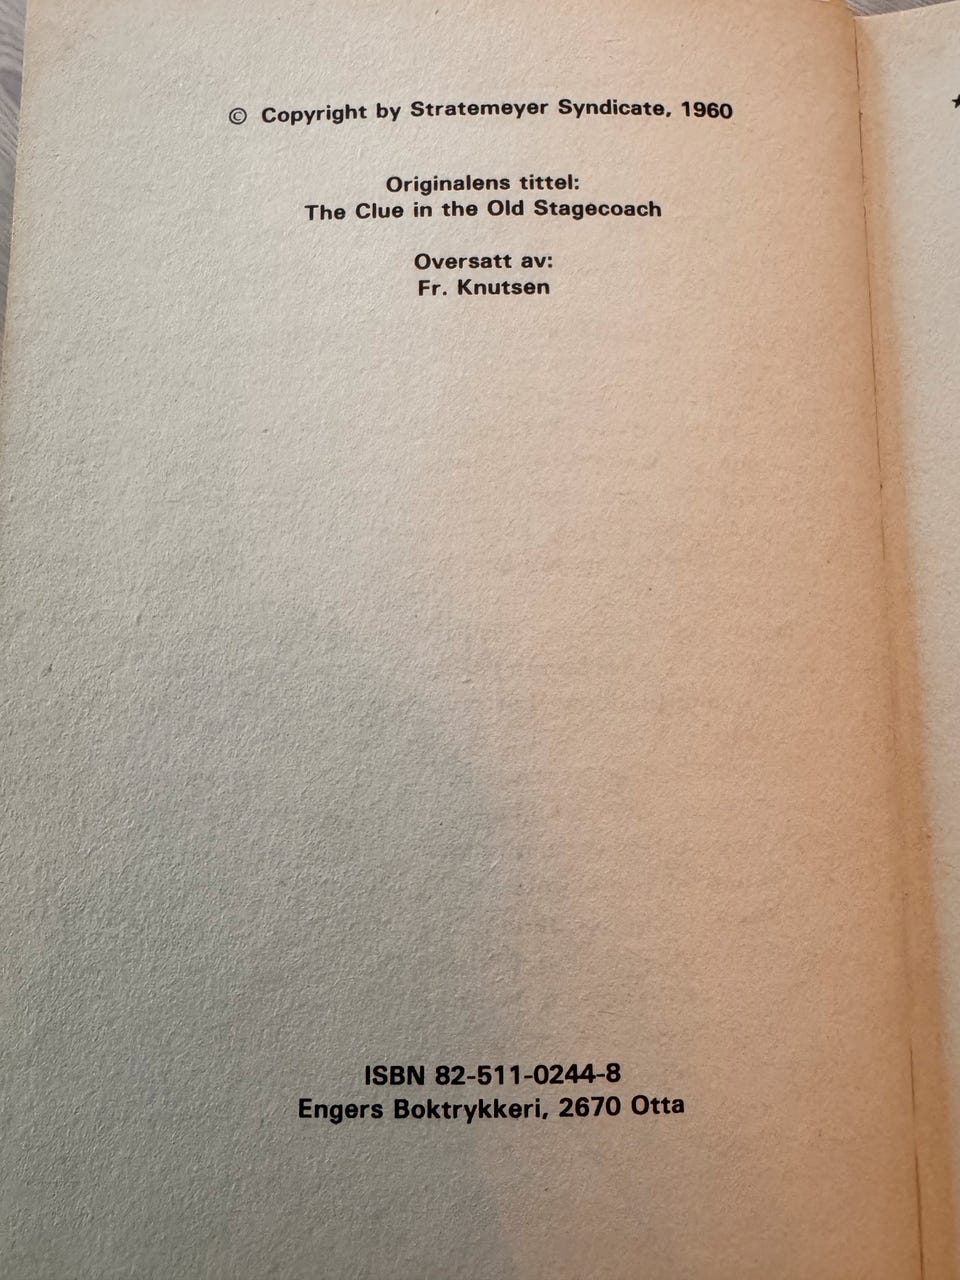 © Copyright by Stratemeyer Syndicate, 1960
Originalens tittel:
The Clue in the Old Stagecoach
Oversatt av:
Fr. Knutsen
ISBN 82-511-0244-8
Engers Boktrykkeri, 2670 Otta